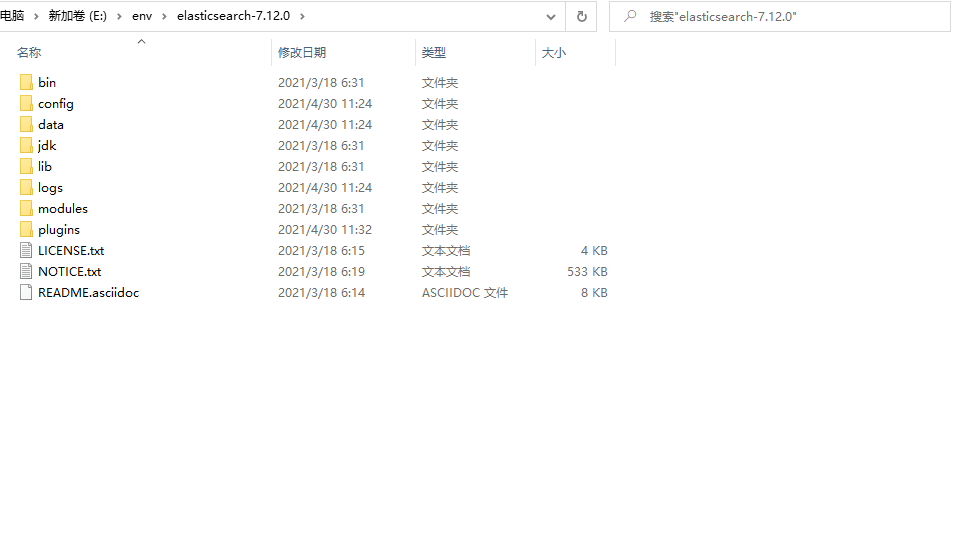 电脑 › 新加卷 (E:) › env › elasticsearch-7.12.0 › 搜索"elasticsearch-7.12.0"
名称 修改日期 类型 大小
bin 2021/3/18 6:31 文件夹
config 2021/4/30 11:24 文件夹
data 2021/4/30 11:24 文件夹
jdk 2021/3/18 6:31 文件夹
lib 2021/3/18 6:31 文件夹
logs 2021/4/30 11:24 文件夹
modules 2021/3/18 6:31 文件夹
plugins 2021/4/30 11:32 文件夹
LICENSE.txt 2021/3/18 6:15 文本文档 4 KB
NOTICE.txt 2021/3/18 6:19 文本文档 533 KB
README.asciidoc 2021/3/18 6:14 ASCIIDOC 文件 8 KB